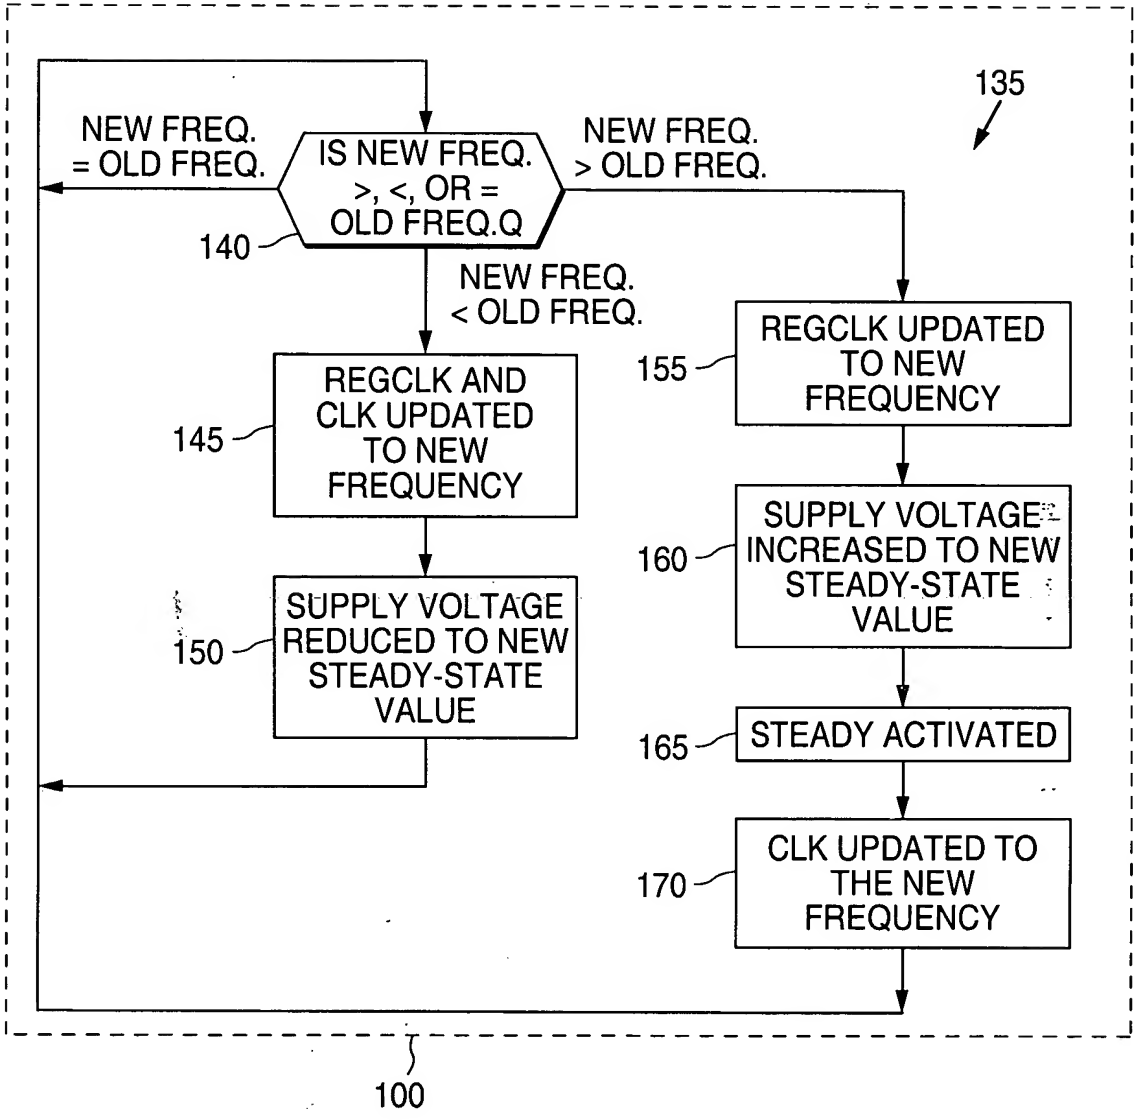 135
NEW FREQ.
= OLD FREQ.
IS NEW FREQ.
>, <, OR =
OLD FREQ.Q
NEW FREQ.
> OLD FREQ.
140
NEW FREQ.
< OLD FREQ.
REGCLK AND
CLK UPDATED
TO NEW
FREQUENCY
145
SUPPLY VOLTAGE
REDUCED TO NEW
STEADY-STATE
VALUE
150
REGCLK UPDATED
TO NEW
FREQUENCY
155
SUPPLY VOLTAGE
INCREASED TO NEW
STEADY-STATE
VALUE
160
STEADY ACTIVATED
165
CLK UPDATED TO
THE NEW
FREQUENCY
170
100